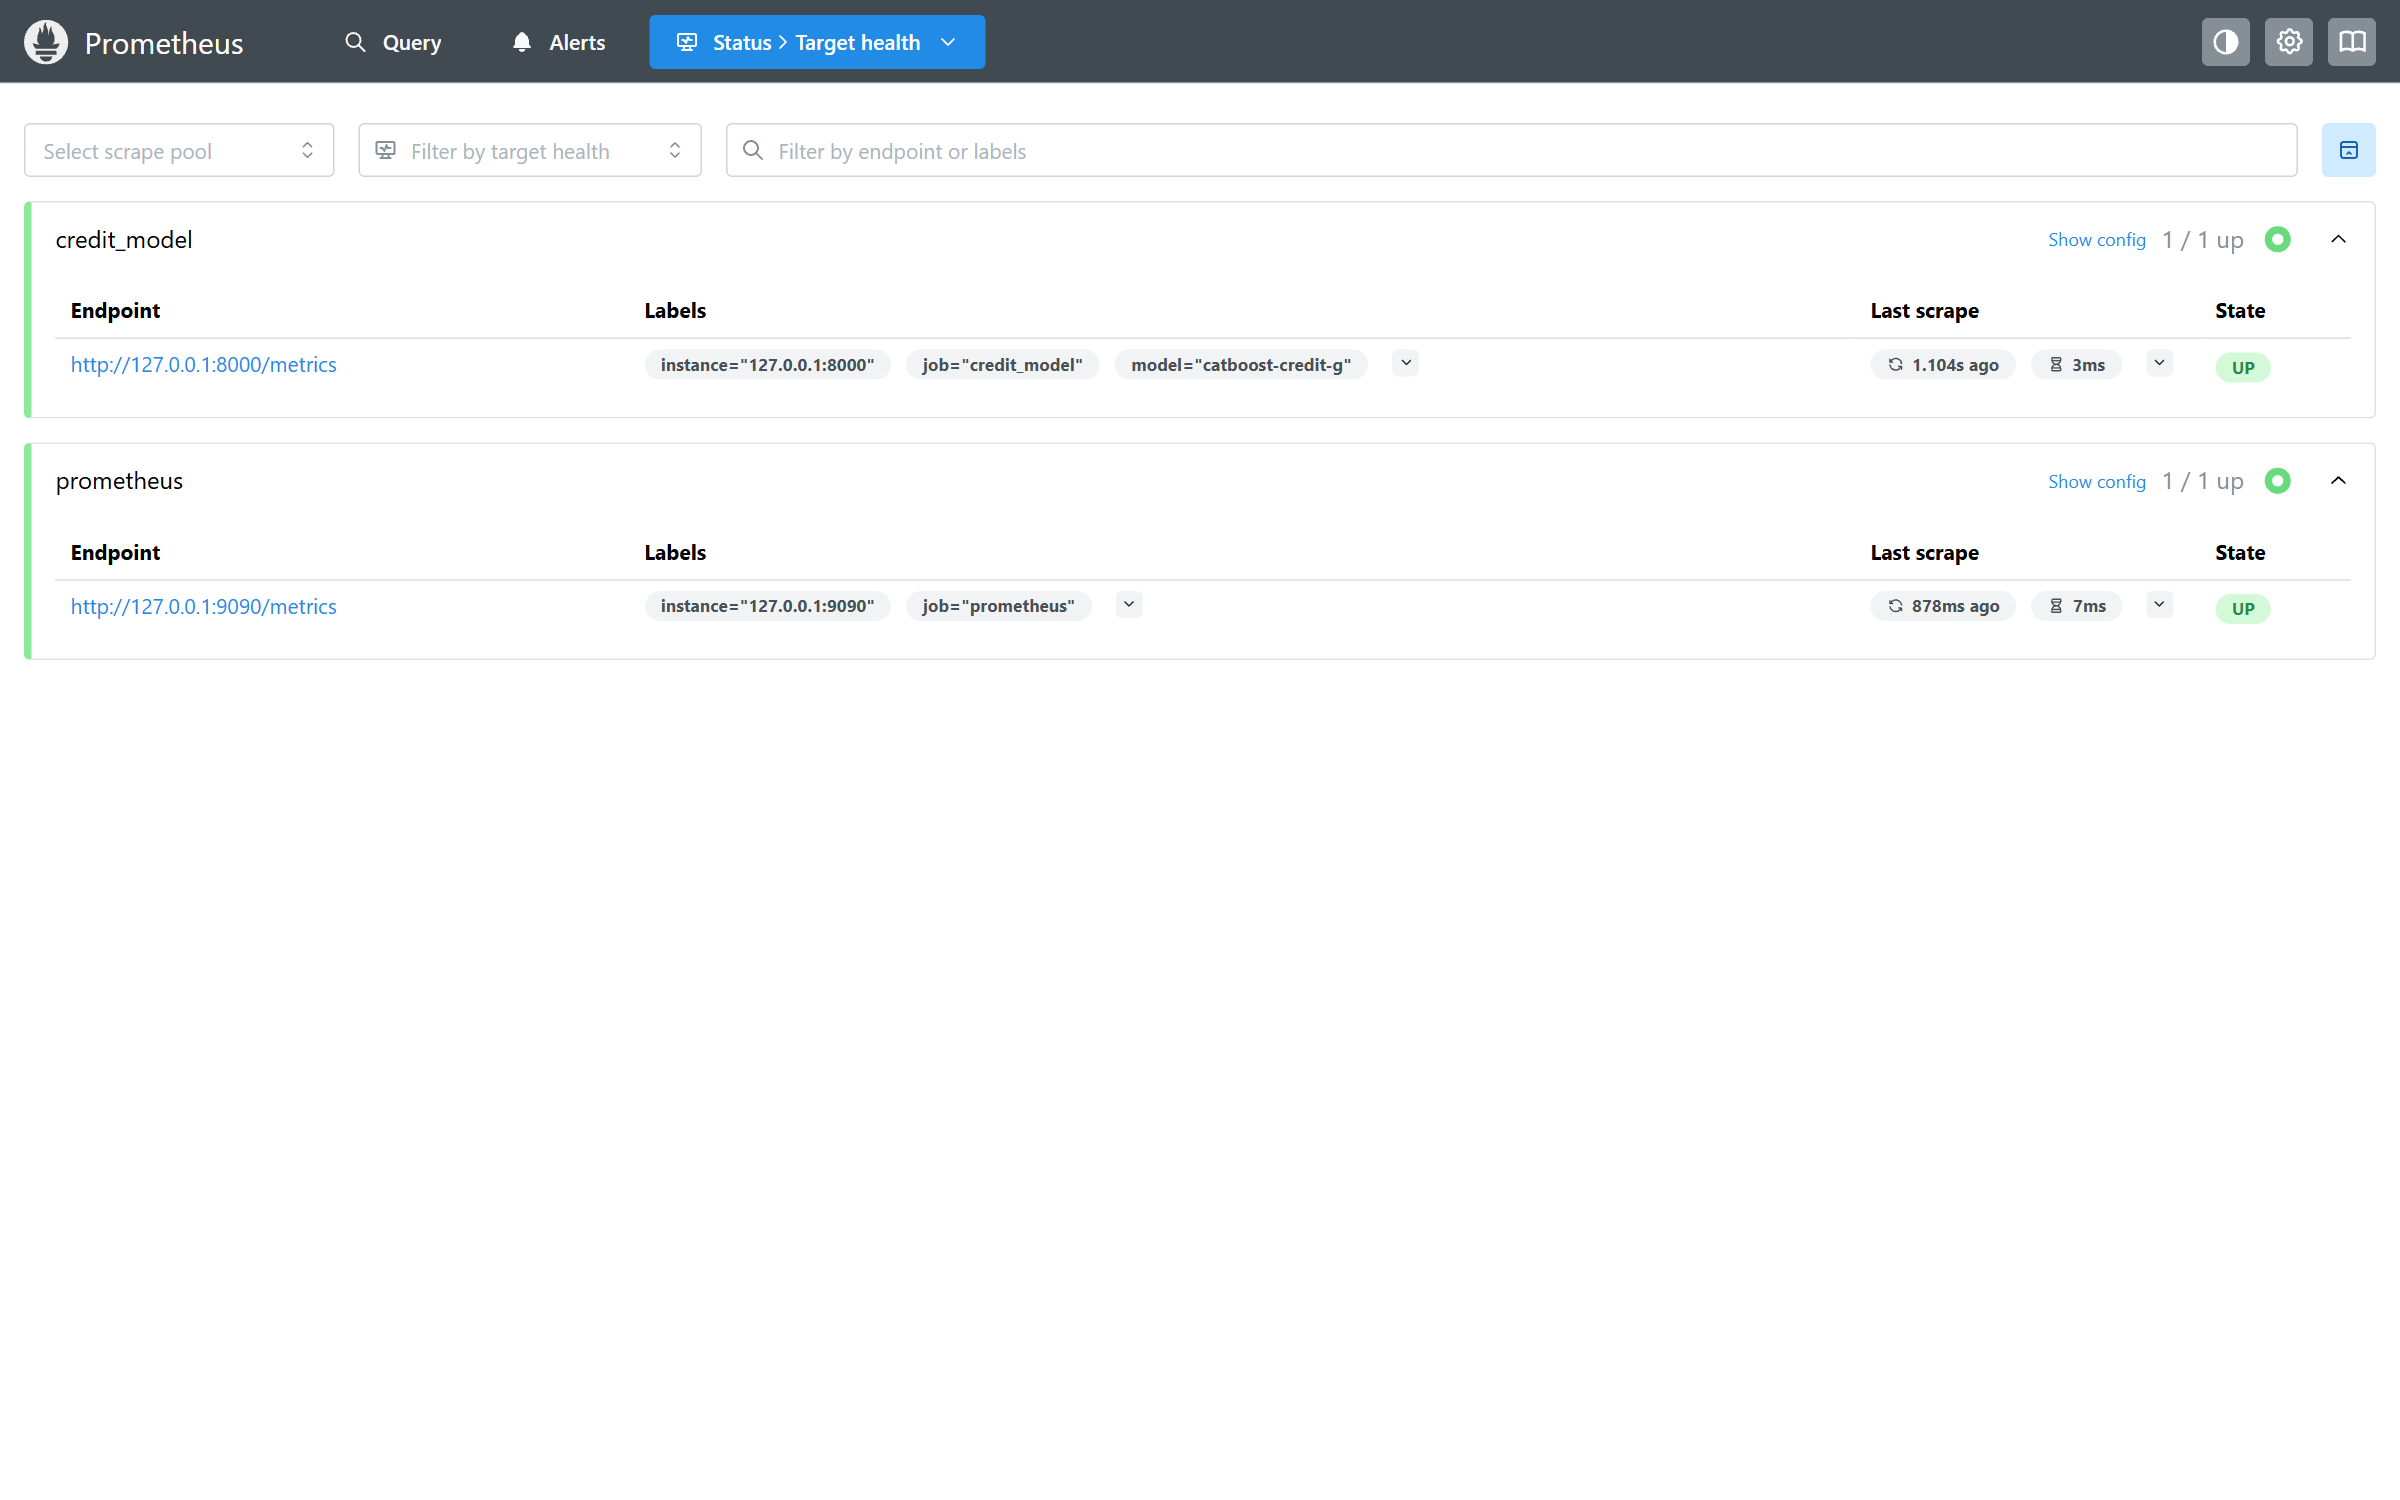 Prometheus Query Alerts Status > Target health
Select scrape pool Filter by target health Filter by endpoint or labels
credit_model Show config 1 / 1 up
Endpoint Labels Last scrape State
http://127.0.0.1:8000/metrics instance="127.0.0.1:8000" job="credit_model" model="catboost-credit-g" 1.104s ago 3ms UP
prometheus Show config 1 / 1 up
Endpoint Labels Last scrape State
http://127.0.0.1:9090/metrics instance="127.0.0.1:9090" job="prometheus" 878ms ago 7ms UP